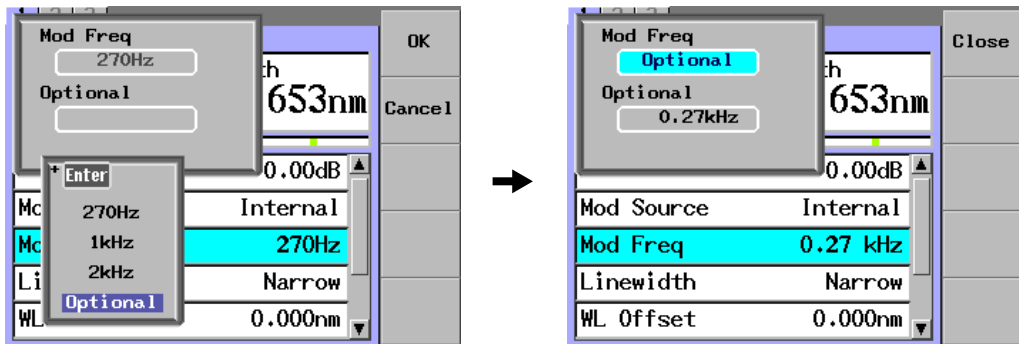 Mod Freq
270Hz
Optional
OK
Cancel
653nm
Enter
270Hz
1kHz
2kHz
Optional
0.00dB
Internal
270Hz
Narrow
0.000nm
Mod Freq
Optional
Optional
0.27kHz
Close
653nm
0.00dB
Mod Source Internal
Mod Freq 0.27 kHz
Linewidth Narrow
WL Offset 0.000nm